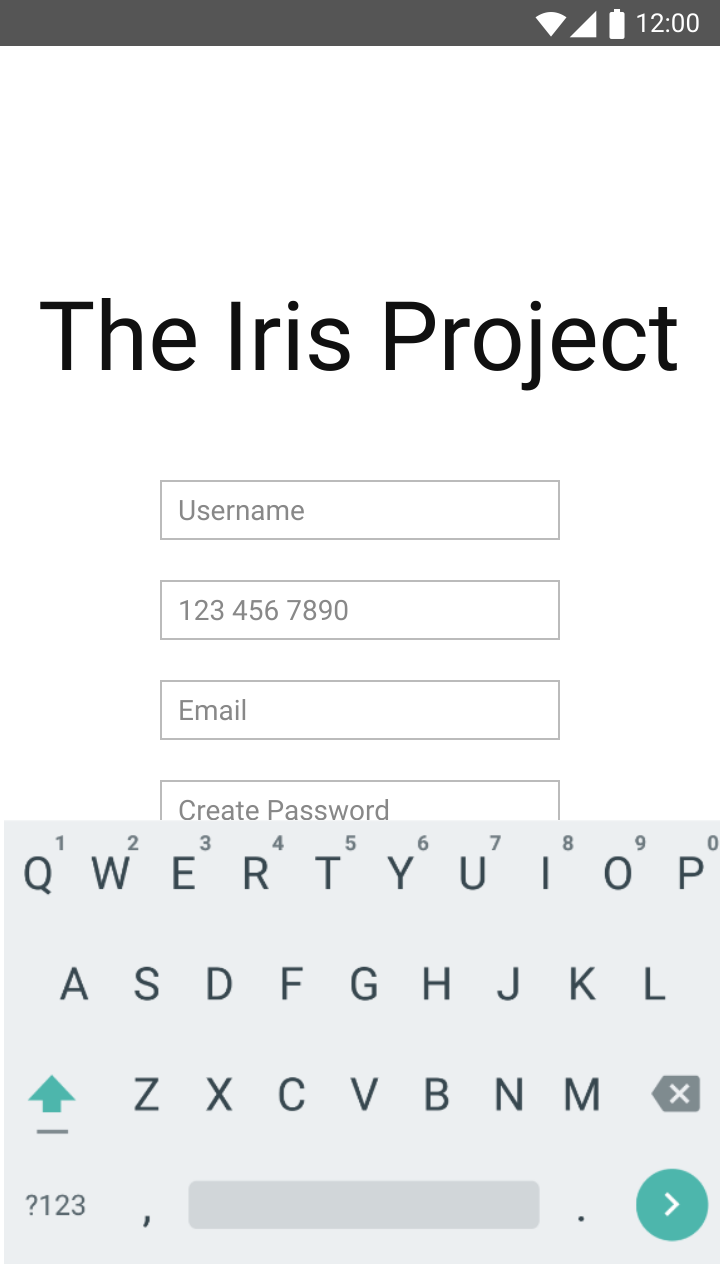 12:00
The Iris Project
Username
123 456 7890
Email
Create Password
1 2 3 4 5 6 7 8 9 0
Q W E R T Y U I O P
A S D F G H J K L
Z X C V B N M
?123 , .